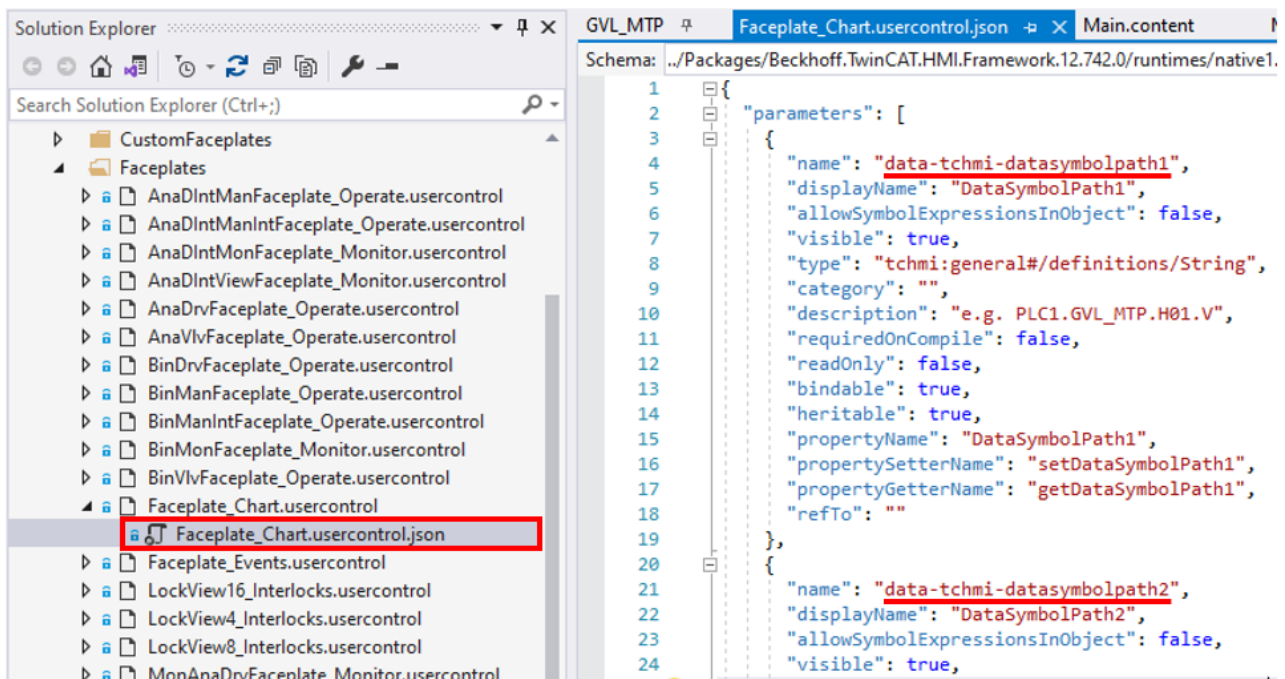 Solution Explorer
Search Solution Explorer (Ctrl+;)
CustomFaceplates
Faceplates
AnaDIntManFaceplate_Operate.usercontrol
AnaDIntManIntFaceplate_Operate.usercontrol
AnaDIntMonFaceplate_Monitor.usercontrol
AnaDIntViewFaceplate_Monitor.usercontrol
AnaDrvFaceplate_Operate.usercontrol
AnaVlvFaceplate_Operate.usercontrol
BinDrvFaceplate_Operate.usercontrol
BinManFaceplate_Operate.usercontrol
BinManIntFaceplate_Operate.usercontrol
BinMonFaceplate_Monitor.usercontrol
BinVlvFaceplate_Operate.usercontrol
Faceplate_Chart.usercontrol
Faceplate_Chart.usercontrol.json
Faceplate_Events.usercontrol
LockView16_Interlocks.usercontrol
LockView4_Interlocks.usercontrol
LockView8_Interlocks.usercontrol
MonAnaDrvFaceplate_Monitor.usercontrol
GVL_MTP Faceplate_Chart.usercontrol.json Main.content
Schema: ../Packages/Beckhoff.TwinCAT.HMI.Framework.12.742.0/runtimes/native1.
1 {
2 "parameters": [
3 {
4 "name": "data-tchmi-datasymbolpath1",
5 "displayName": "DataSymbolPath1",
6 "allowSymbolExpressionsInObject": false,
7 "visible": true,
8 "type": "tchmi:general#/definitions/String",
9 "category": "",
10 "description": "e.g. PLC1.GVL_MTP.H01.V",
11 "requiredOnCompile": false,
12 "readOnly": false,
13 "bindable": true,
14 "heritable": true,
15 "propertyName": "DataSymbolPath1",
16 "propertySetterName": "setDataSymbolPath1",
17 "propertyGetterName": "getDataSymbolPath1",
18 "refTo": ""
19 },
20 {
21 "name": "data-tchmi-datasymbolpath2",
22 "displayName": "DataSymbolPath2",
23 "allowSymbolExpressionsInObject": false,
24 "visible": true,